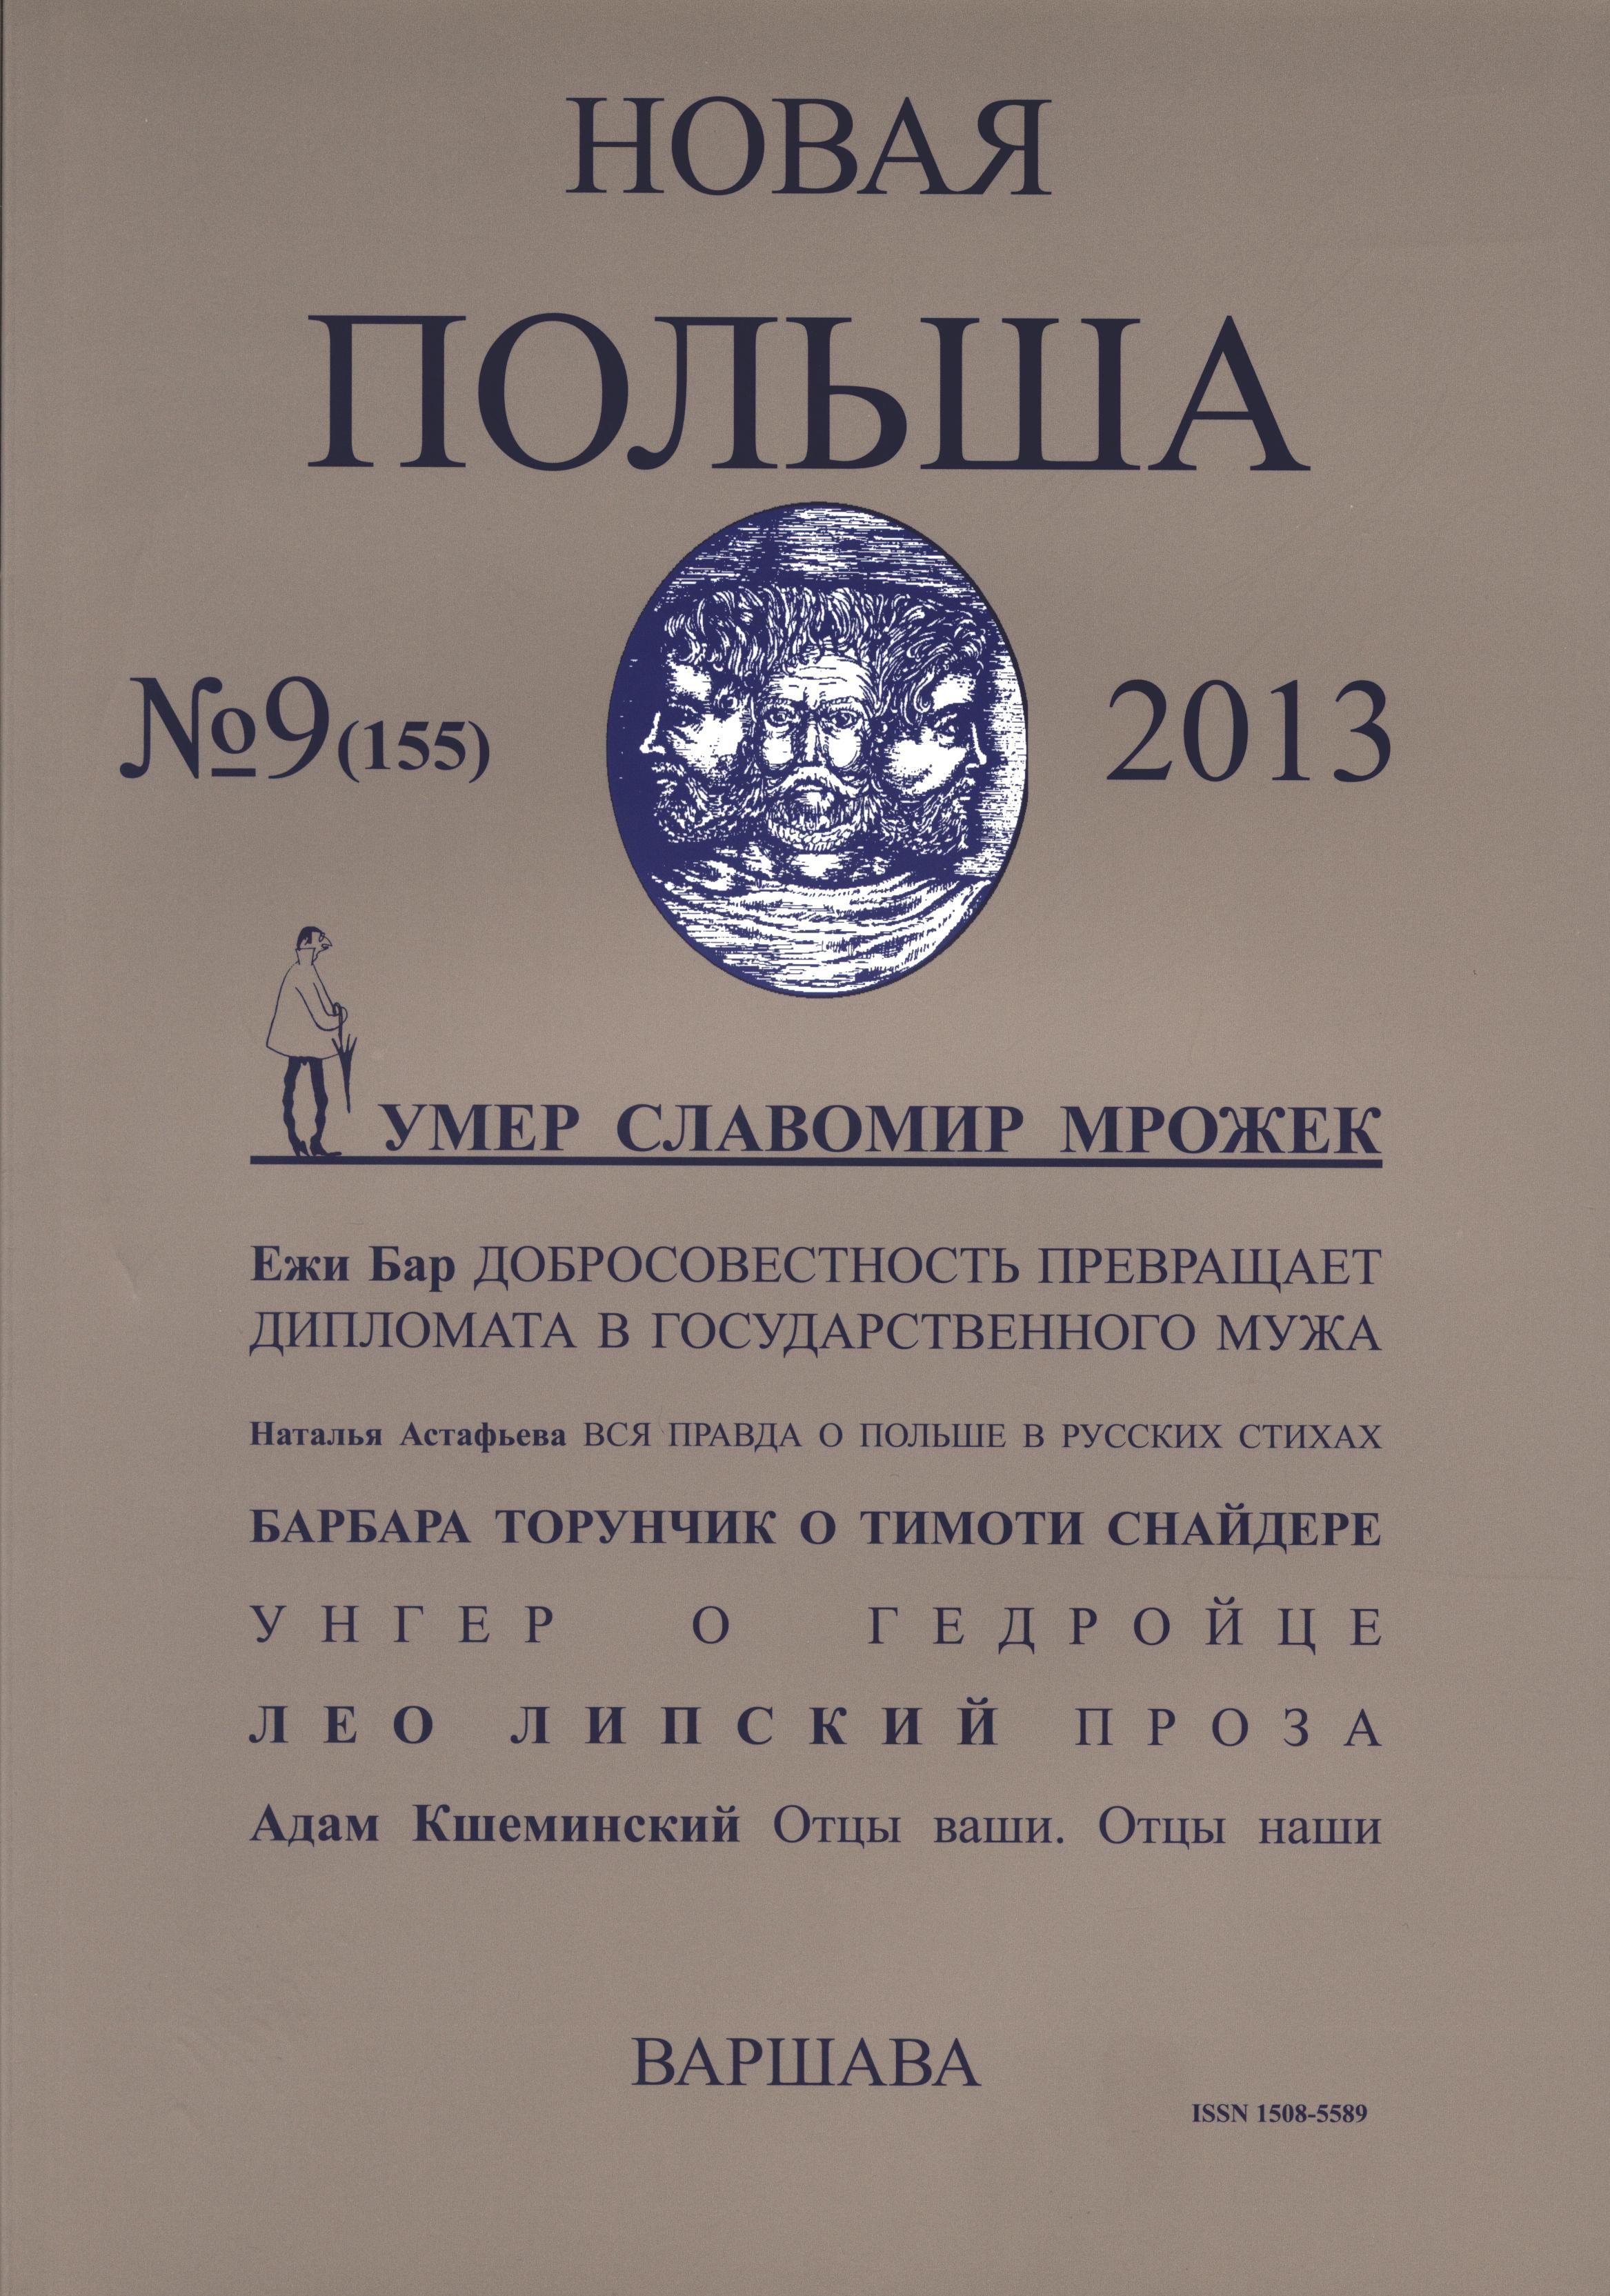 НОВАЯ
ПОЛЬША
№9(155)
2013
УМЕР СЛАВОМИР МРОЖЕК
Ежи Бар ДОБРОСОВЕСТНОСТЬ ПРЕВРАЩАЕТ
ДИПЛОМАТА В ГОСУДАРСТВЕННОГО МУЖА
Наталья Астафьева ВСЯ ПРАВДА О ПОЛЬШЕ В РУССКИХ СТИХАХ
БАРБАРА ТОРУНЧИК О ТИМОТИ СНАЙДЕРЕ
УНГЕР О ГЕДРОЙЦЕ
ЛЕО ЛИПСКИЙ ПРОЗА
Адам Кшеминский Отцы ваши. Отцы наши
ВАРШАВА
ISSN 1508-5589